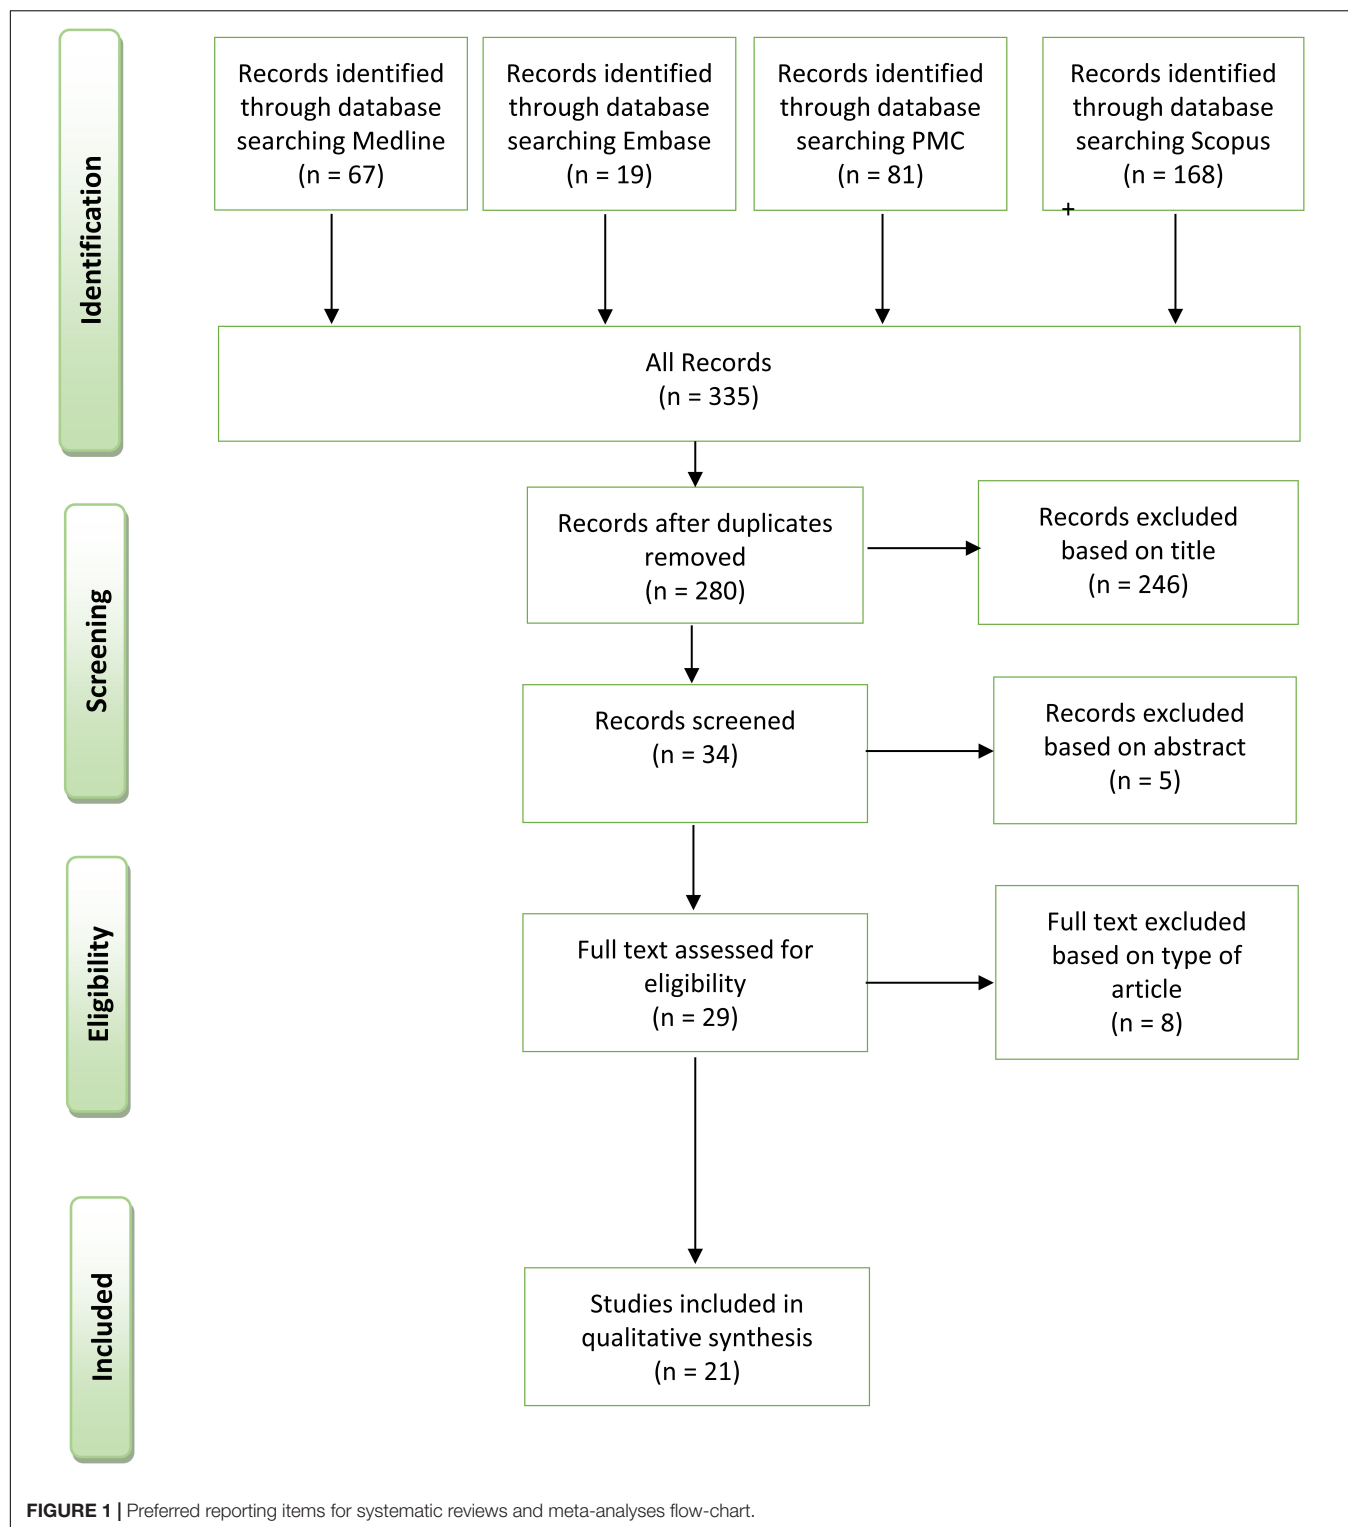 Identification
Records identified
through database
searching Medline
(n = 67)
Records identified
through database
searching Embase
(n = 19)
Records identified
through database
searching PMC
(n = 81)
Records identified
through database
searching Scopus
(n = 168)
+
All Records
(n = 335)
Screening
Records after duplicates
removed
(n = 280)
Records excluded
based on title
(n = 246)
Records screened
(n = 34)
Records excluded
based on abstract
(n = 5)
Eligibility
Full text assessed for
eligibility
(n = 29)
Full text excluded
based on type of
article
(n = 8)
Included
Studies included in
qualitative synthesis
(n = 21)
FIGURE 1 | Preferred reporting items for systematic reviews and meta-analyses flow-chart.